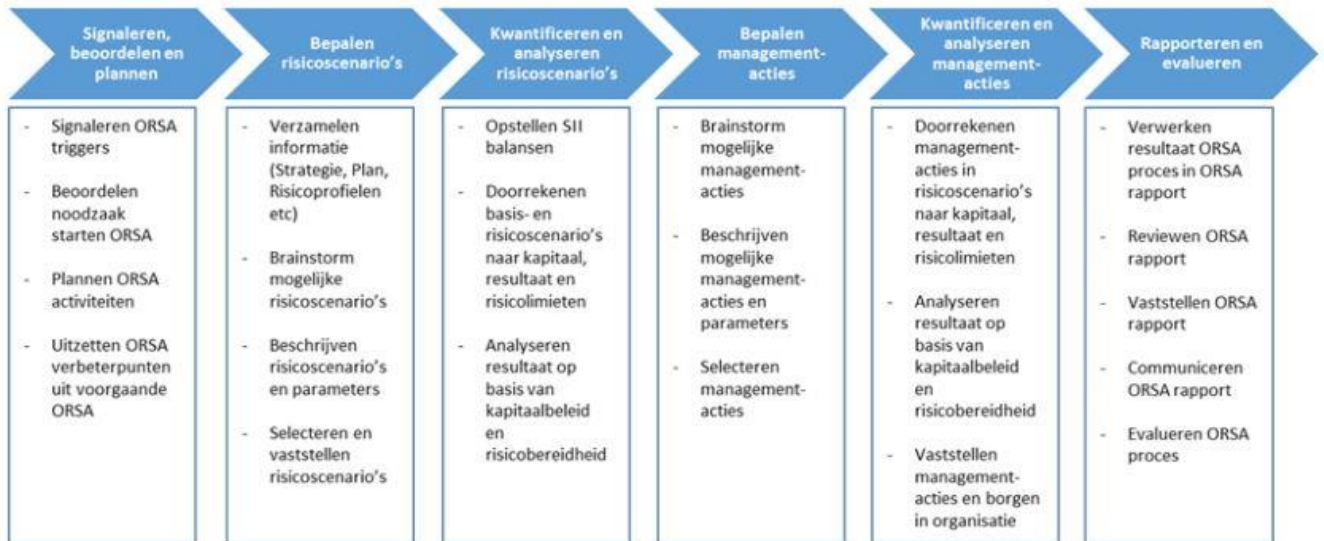 Signaleren,
beoordelen en
plannen
- Signaleren ORSA
triggers
- Beoordelen
noodzaak
starten ORSA
- Plannen ORSA
activiteiten
- Uitzetten ORSA
verbeterpunten
uit voorgaande
ORSA
Bepalen
risicoscenario's
- Verzamelen
informatie
(Strategie, Plan,
Risicoprofielen
etc)
- Brainstorm
mogelijke
risicoscenario's
- Beschrijven
risicoscenario's
en parameters
- Selecteren en
vaststellen
risicoscenario's
Kwantificeren en
analyseren
risicoscenario's
- Opstellen SII
balansen
- Doorrekenen
basis- en
risicoscenario's
naar kapitaal,
resultaat en
risicolimieten
- Analyseren
resultaat op
basis van
kapitaalbeleid
en
risicobereidheid
Bepalen
management-
acties
- Brainstorm
mogelijke
management-
acties
- Beschrijven
mogelijke
management-
acties en
parameters
- Selecteren
management-
acties
Kwantificeren en
analyseren
management-
acties
- Doorrekenen
management-
acties in
risicoscenario's
naar kapitaal,
resultaat en
risicolimieten
- Analyseren
resultaat op
basis van
kapitaalbeleid
en
risicobereidheid
- Vaststellen
management-
acties en borgen
in organisatie
Rapporteren en
evalueren
- Verwerken
resultaat ORSA
proces in ORSA
rapport
- Reviewen ORSA
rapport
- Vaststellen ORSA
rapport
- Communiceren
ORSA rapport
- Evalueren ORSA
proces